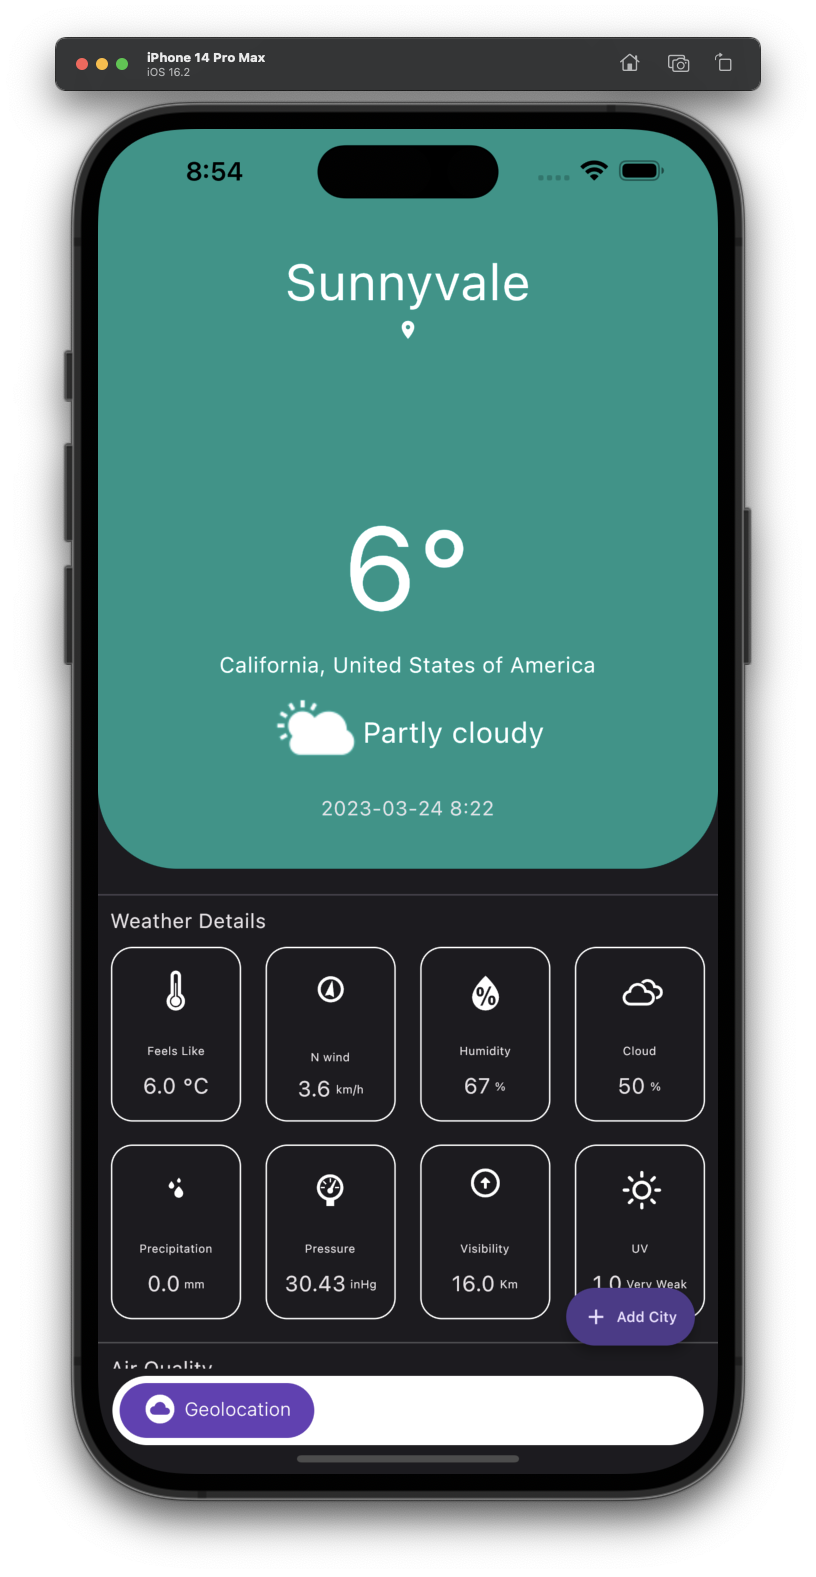 iPhone 14 Pro Max
iOS 16.2
8:54
Sunnyvale
6°
California, United States of America
Partly cloudy
2023-03-24 8:22
Weather Details
Feels Like
6.0 °C
N wind
3.6 km/h
Humidity
67 %
Cloud
50 %
Precipitation
0.0 mm
Pressure
30.43 inHg
Visibility
16.0 Km
UV
1.0 Very Weak
+ Add City
Air Quality
Geolocation